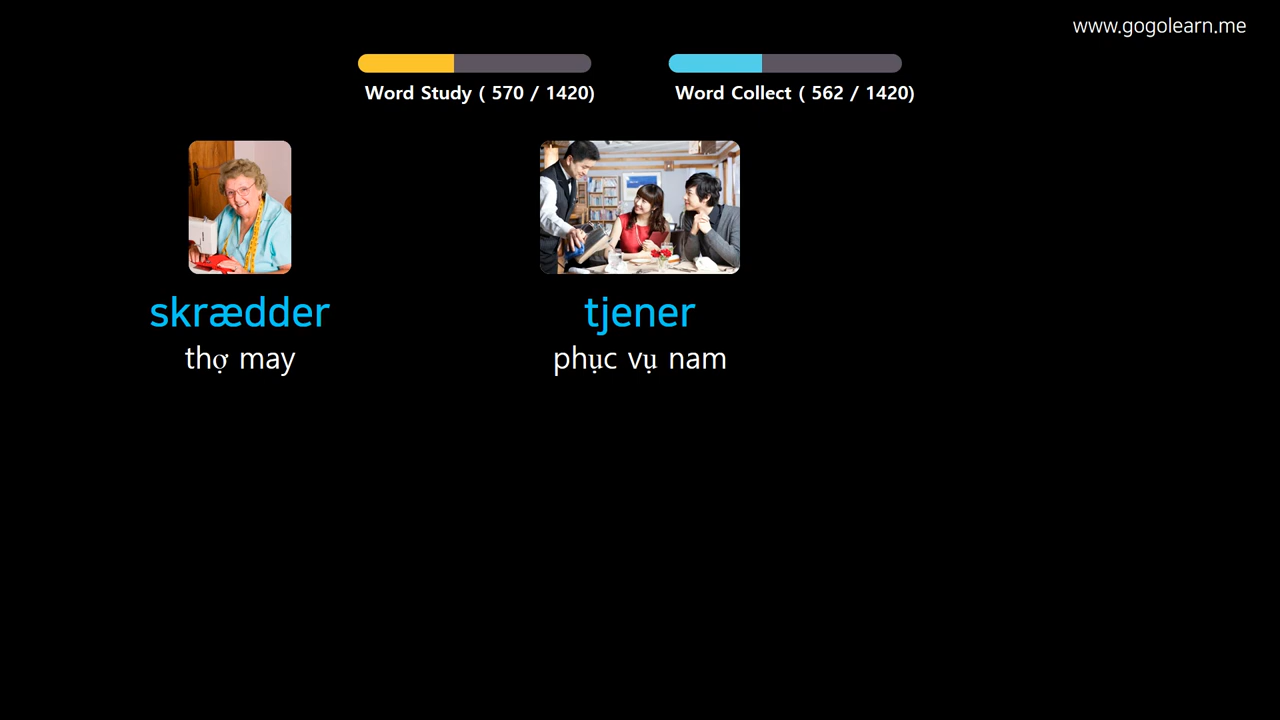 www.gogolearn.me
Word Study ( 570 / 1420)
Word Collect ( 562 / 1420)
skrædder
thợ may
tjener
phục vụ nam